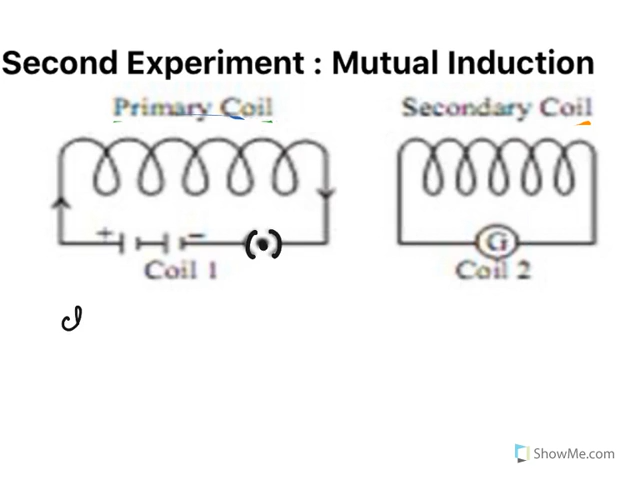 Second Experiment : Mutual Induction
Primary Coil
Secondary Coil
+ −
G
Coil 1
Coil 2
ShowMe.com